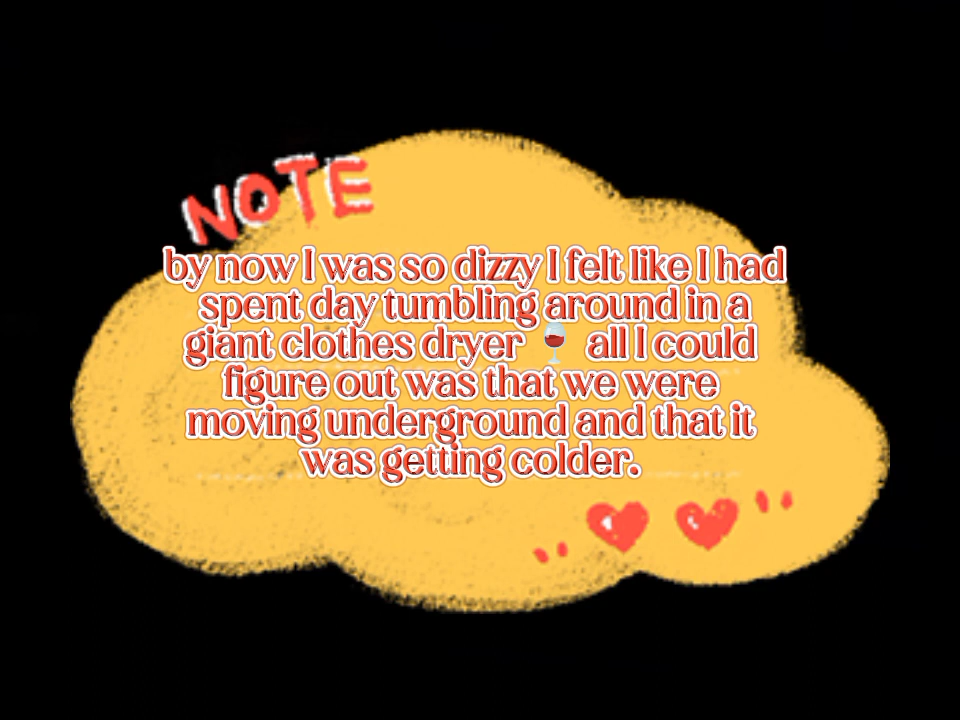 NOTE
by now I was so dizzy I felt like I had
spent day tumbling around in a
giant clothes dryer 🍷 all I could
figure out was that we were
moving underground and that it
was getting colder.